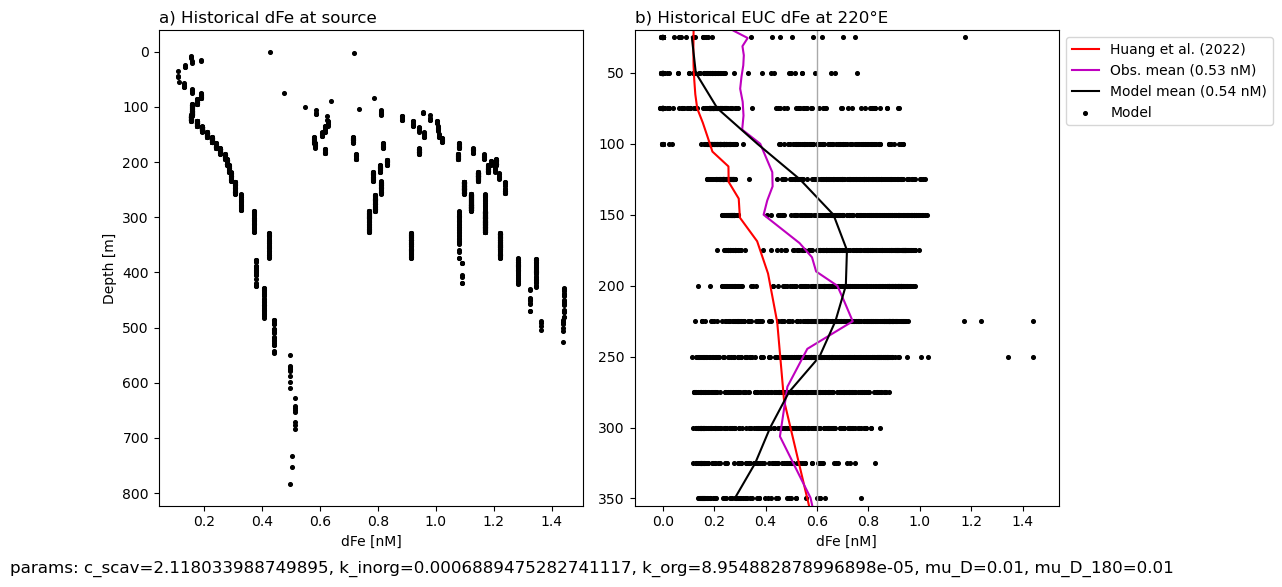 a) Historical dFe at source
b) Historical EUC dFe at 220°E
Depth [m]
0
100
200
300
400
500
600
700
800
0.2 0.4 0.6 0.8 1.0 1.2 1.4
dFe [nM]
50
100
150
200
250
300
350
0.0 0.2 0.4 0.6 0.8 1.0 1.2 1.4
dFe [nM]
Huang et al. (2022)
Obs. mean (0.53 nM)
Model mean (0.54 nM)
Model
params: c_scav=2.118033988749895, k_inorg=0.0006889475282741117, k_org=8.954882878996898e-05, mu_D=0.01, mu_D_180=0.01